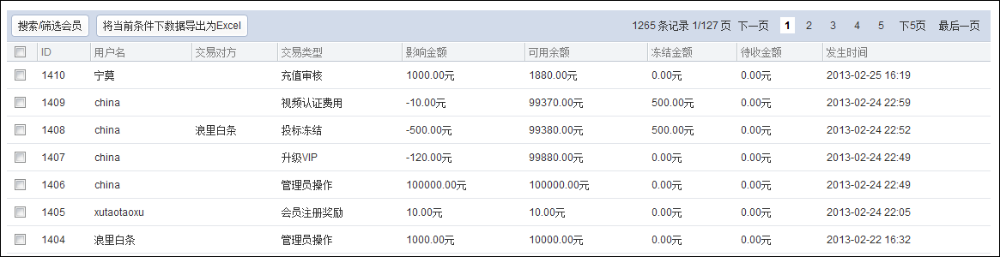 搜索/筛选会员 将当前条件下数据导出为Excel 1265 条记录 1/127 页 下一页 1 2 3 4 5 下5页 最后一页
ID 用户名 交易对方 交易类型 影响金额 可用余额 冻结金额 待收金额 发生时间
1410 宁莫 充值审核 1000.00元 1880.00元 0.00元 0.00元 2013-02-25 16:19
1409 china 视频认证费用 -10.00元 99370.00元 500.00元 0.00元 2013-02-24 22:59
1408 china 浪里白条 投标冻结 -500.00元 99380.00元 500.00元 0.00元 2013-02-24 22:52
1407 china 升级VIP -120.00元 99880.00元 0.00元 0.00元 2013-02-24 22:49
1406 china 管理员操作 100000.00元 100000.00元 0.00元 0.00元 2013-02-24 22:49
1405 xutaotaoxu 会员注册奖励 10.00元 10.00元 0.00元 0.00元 2013-02-24 22:05
1404 浪里白条 管理员操作 1000.00元 10000.00元 0.00元 0.00元 2013-02-22 16:32